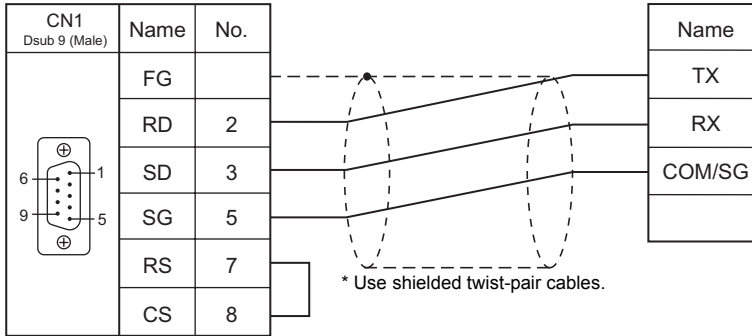 CN1
Dsub 9 (Male)
Name No.
FG
RD 2
SD 3
SG 5
RS 7
CS 8
1
6
9
5
* Use shielded twist-pair cables.
Name
TX
RX
COM/SG